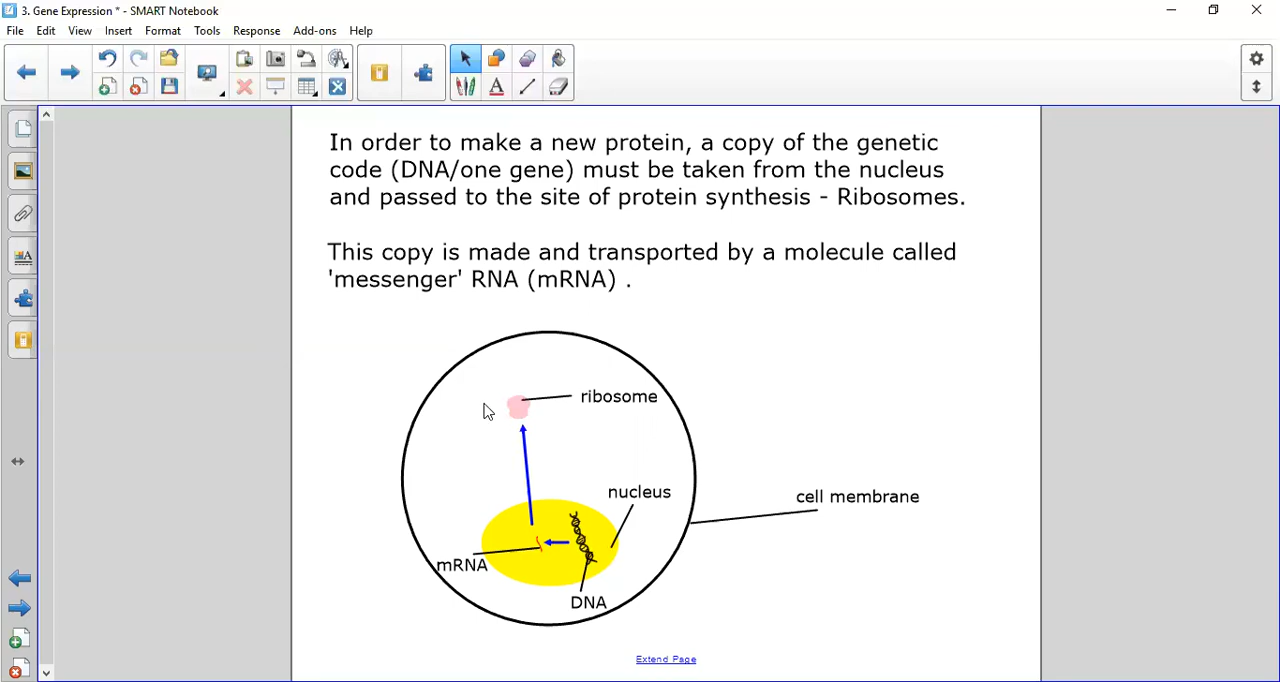 3. Gene Expression * - SMART Notebook
File Edit View Insert Format Tools Add-ons Response Help
In order to make a new protein, a copy of the genetic
code (DNA/one gene) must be taken from the nucleus
and passed to the site of protein synthesis - Ribosomes.
This copy is made and transported by a molecule called
'messenger' RNA (mRNA) .
ribosome
nucleus
cell membrane
mRNA
DNA
Extend Page